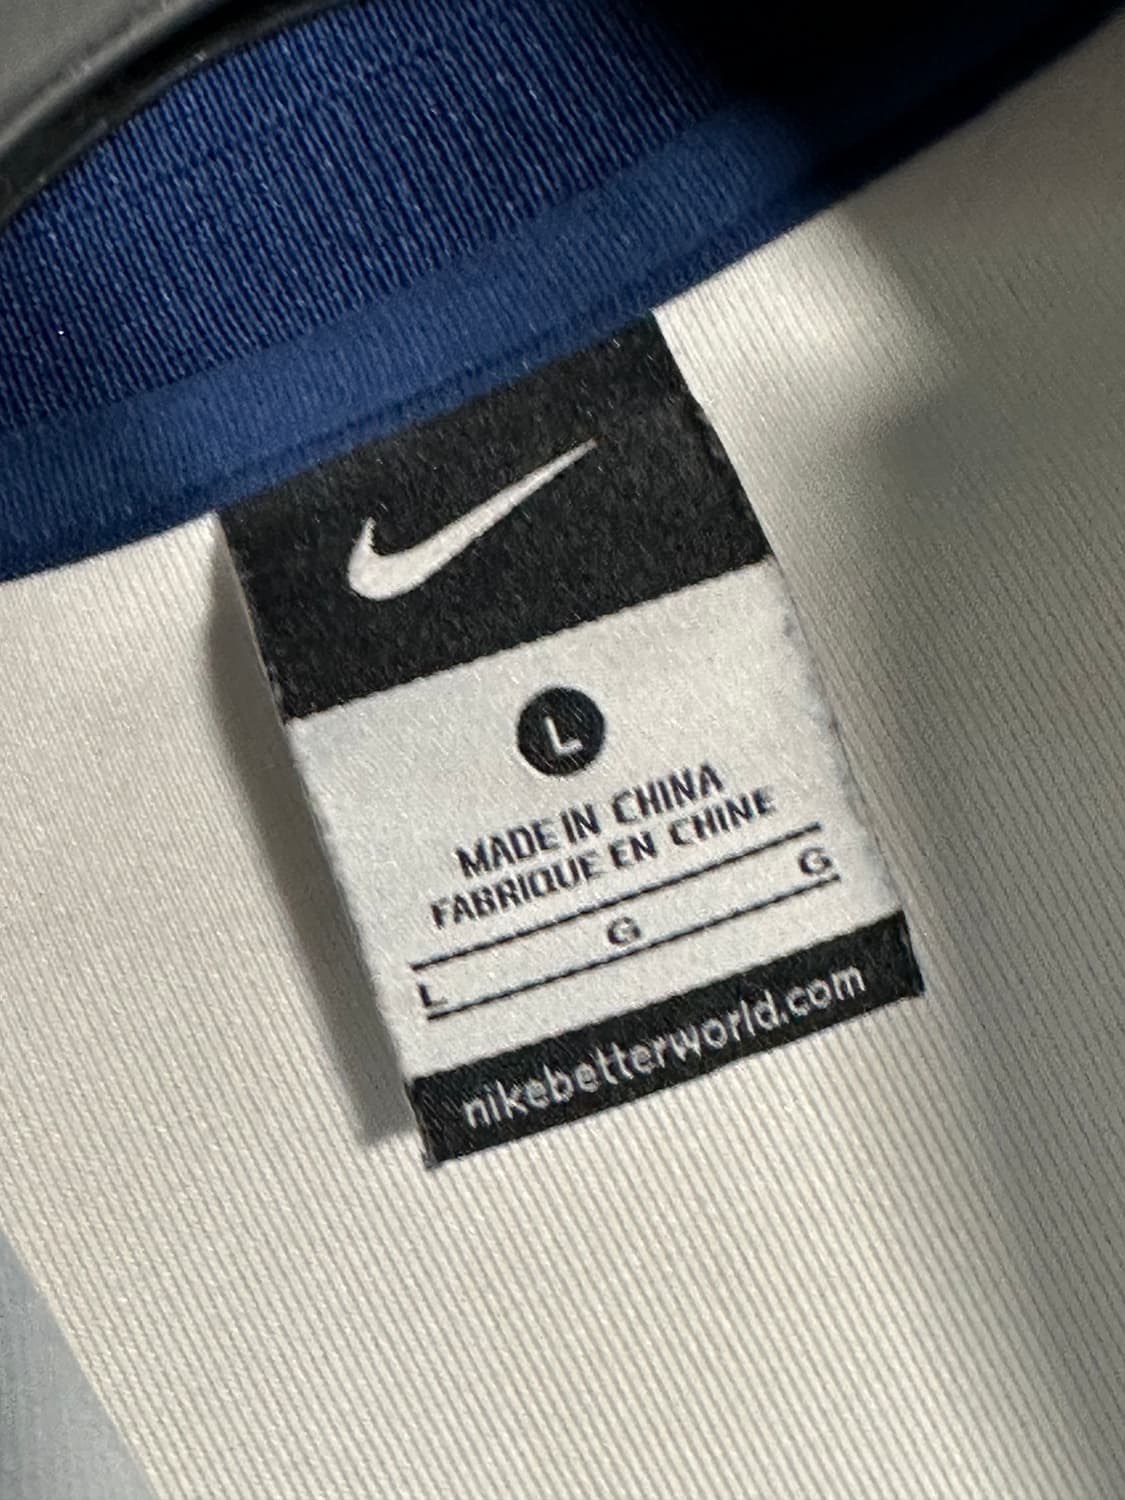 L
MADE IN CHINA
FABRIQUE EN CHINE
L G G
nikebetterworld.com